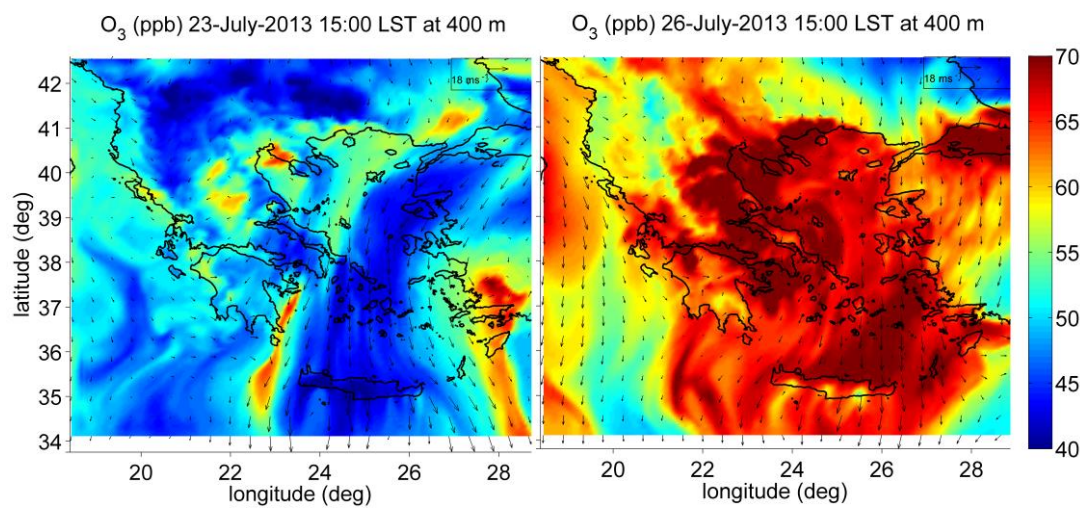 O₃ (ppb) 23-July-2013 15:00 LST at 400 m
O₃ (ppb) 26-July-2013 15:00 LST at 400 m
latitude (deg)
42
41
40
39
38
37
36
35
34
18 ms⁻¹
20 22 24 26 28
longitude (deg)
18 ms⁻¹
20 22 24 26 28
longitude (deg)
70
65
60
55
50
45
40